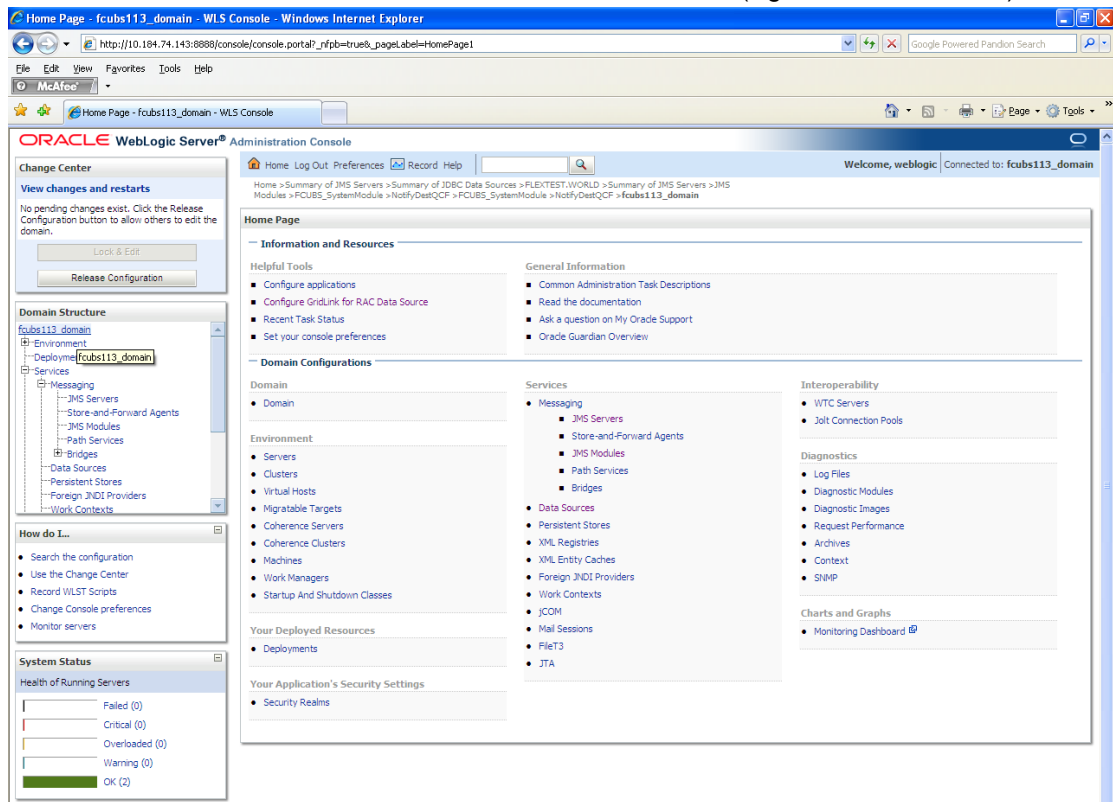 Home Page - fcubs113_domain - WLS Console - Windows Internet Explorer
http://10.184.74.143:8888/console/console.portal?_nfpb=true&_pageLabel=HomePage1
Google Powered Pandion Search
File Edit View Favorites Tools Help
McAfee
Home Page - fcubs113_domain - WLS Console
Page Tools
ORACLE WebLogic Server® Administration Console
Change Center
View changes and restarts
No pending changes exist. Click the Release
Configuration button to allow others to edit the
domain.
Lock & Edit
Release Configuration
Domain Structure
fcubs113_domain
Environment
Deployme
fcubs113_domain
Services
Messaging
JMS Servers
Store-and-Forward Agents
JMS Modules
Path Services
Bridges
Data Sources
Persistent Stores
Foreign JNDI Providers
Work Contexts
How do I...
Search the configuration
Use the Change Center
Record WLST Scripts
Change Console preferences
Monitor servers
System Status
Health of Running Servers
Failed (0)
Critical (0)
Overloaded (0)
Warning (0)
OK (2)
Home Log Out Preferences Record Help
Welcome, weblogic Connected to: fcubs113_domain
Home >Summary of JMS Servers >Summary of JDBC Data Sources >FLEXTEST.WORLD >Summary of JMS Servers >JMS
Modules >FCUBS_SystemModule >NotifyDestQCF >FCUBS_SystemModule >NotifyDestQCF >fcubs113_domain
Home Page
Information and Resources
Helpful Tools
Configure applications
Configure GridLink for RAC Data Source
Recent Task Status
Set your console preferences
General Information
Common Administration Task Descriptions
Read the documentation
Ask a question on My Oracle Support
Oracle Guardian Overview
Domain Configurations
Domain
Domain
Environment
Servers
Clusters
Virtual Hosts
Migratable Targets
Coherence Servers
Coherence Clusters
Machines
Work Managers
Startup And Shutdown Classes
Your Deployed Resources
Deployments
Your Application's Security Settings
Security Realms
Services
Messaging
JMS Servers
Store-and-Forward Agents
JMS Modules
Path Services
Bridges
Data Sources
Persistent Stores
XML Registries
XML Entity Caches
Foreign JNDI Providers
Work Contexts
jCOM
Mail Sessions
FileT3
JTA
Interoperability
WTC Servers
Jolt Connection Pools
Diagnostics
Log Files
Diagnostic Modules
Diagnostic Images
Request Performance
Archives
Context
SNMP
Charts and Graphs
Monitoring Dashboard